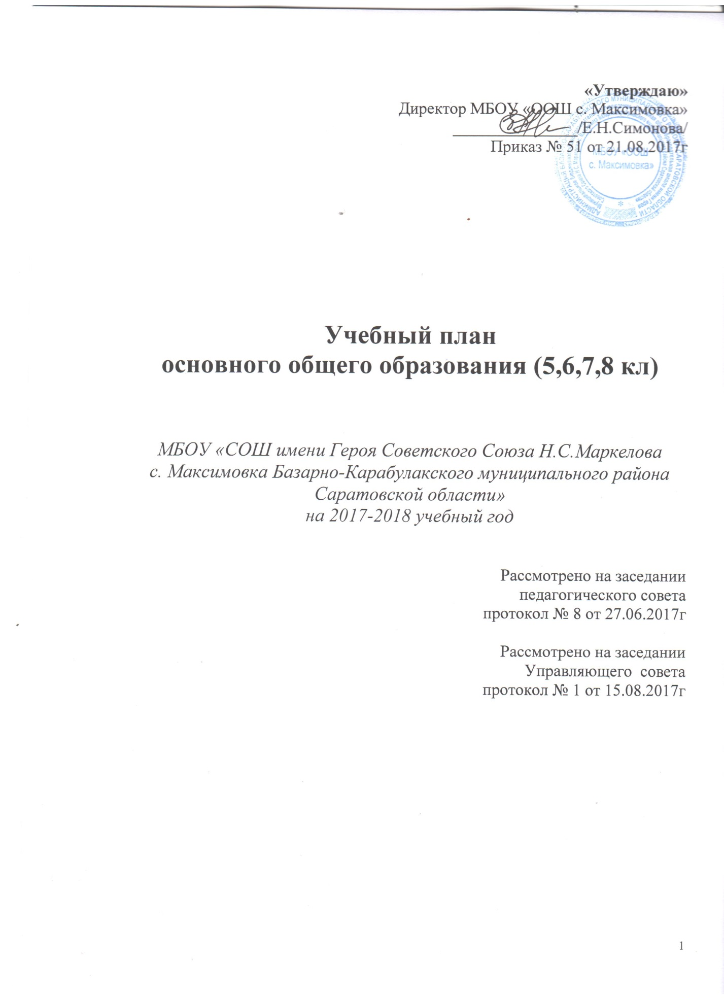 «Утверждаю»
Директор МБОУ «ООШ с. Максимовка»
/Е.Н.Симонова/
Приказ № 51 от 21.08.2017г
МБОУ «ООШ
с. Максимовка»
Учебный план
основного общего образования (5,6,7,8 кл)
МБОУ «СОШ имени Героя Советского Союза Н.С.Маркелова
с. Максимовка Базарно-Карабулакского муниципального района
Саратовской области»
на 2017-2018 учебный год
Рассмотрено на заседании
педагогического совета
протокол № 8 от 27.06.2017г
Рассмотрено на заседании
Управляющего  совета
протокол № 1 от 15.08.2017г
1